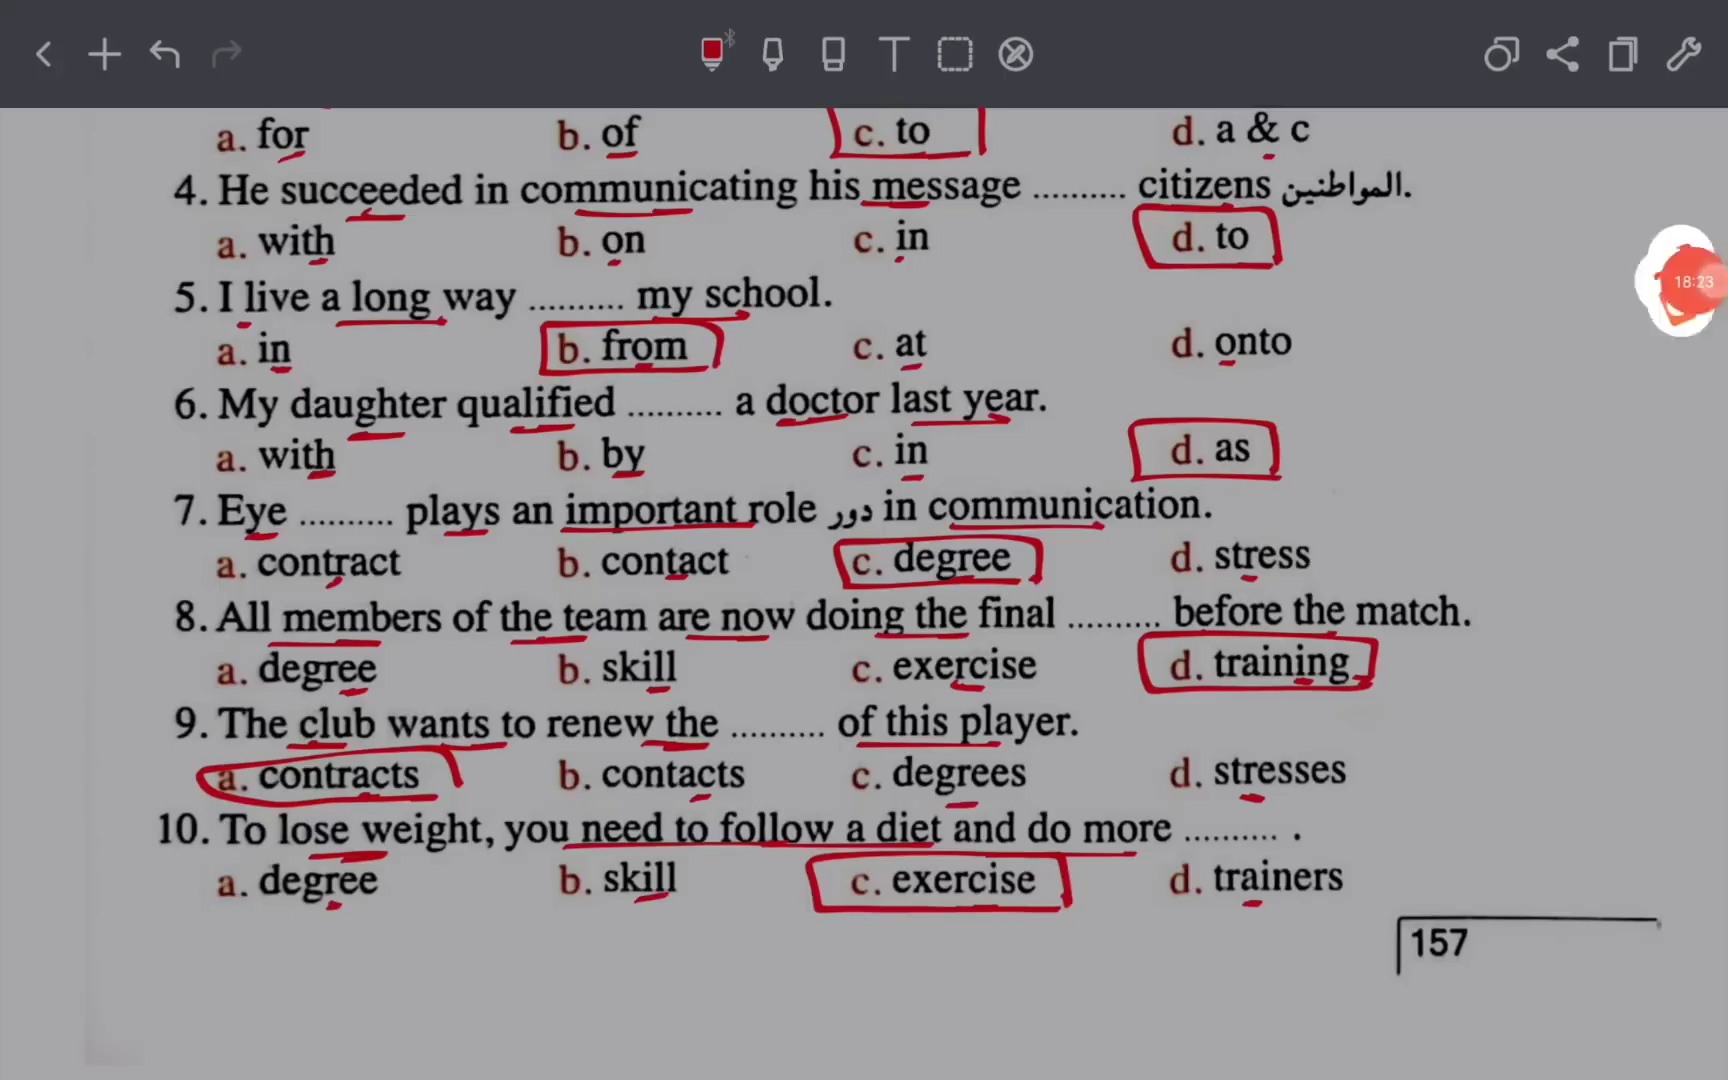 a. for b. of c. to d. a & c
4. He succeeded in communicating his message .......... citizens المواطنين.
a. with b. on c. in d. to
5. I live a long way .......... my school.
a. in b. from c. at d. onto
6. My daughter qualified .......... a doctor last year.
a. with b. by c. in d. as
7. Eye .......... plays an important role دور in communication.
a. contract b. contact c. degree d. stress
8. All members of the team are now doing the final .......... before the match.
a. degree b. skill c. exercise d. training
9. The club wants to renew the .......... of this player.
a. contracts b. contacts c. degrees d. stresses
10. To lose weight, you need to follow a diet and do more .......... .
a. degree b. skill c. exercise d. trainers
157
18:23